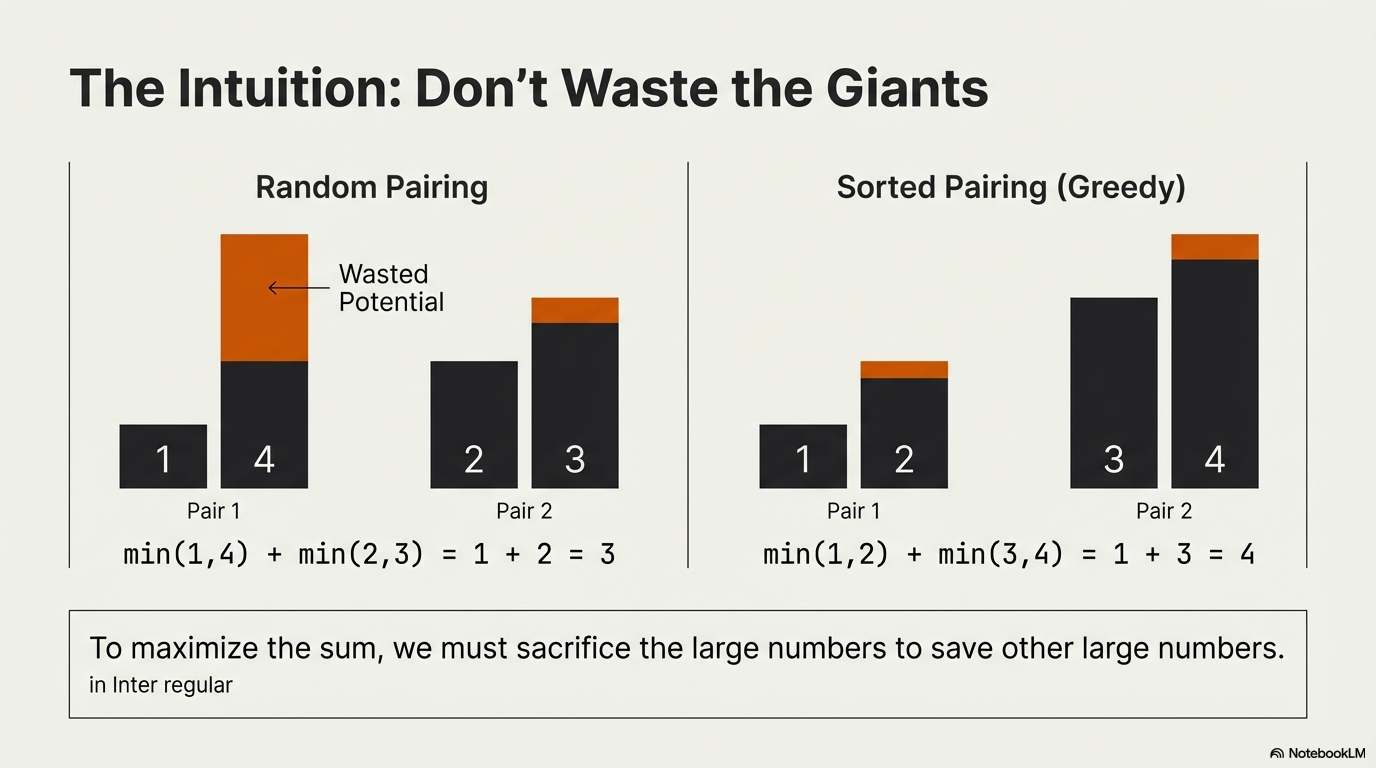 The Intuition: Don’t Waste the Giants
Random Pairing
Wasted
Potential
1
4
2
3
Pair 1
Pair 2
min(1,4) + min(2,3) = 1 + 2 = 3
Sorted Pairing (Greedy)
1
2
3
4
Pair 1
Pair 2
min(1,2) + min(3,4) = 1 + 3 = 4
To maximize the sum, we must sacrifice the large numbers to save other large numbers.
in Inter regular
NotebookLM